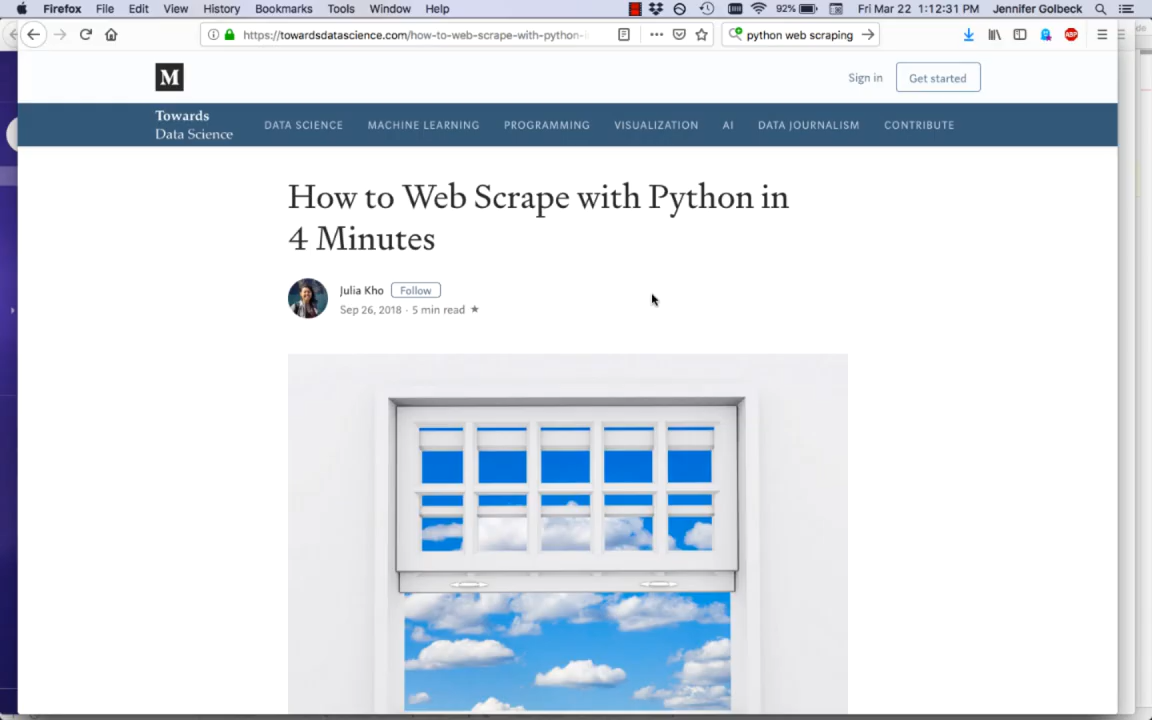 Firefox File Edit View History Bookmarks Tools Window Help 92% Fri Mar 22 1:12:31 PM Jennifer Golbeck
https://towardsdatascience.com/how-to-web-scrape-with-python- python web scraping ABP
M Sign in Get started
Towards
Data Science
DATA SCIENCE MACHINE LEARNING PROGRAMMING VISUALIZATION AI DATA JOURNALISM CONTRIBUTE
How to Web Scrape with Python in
4 Minutes
Julia Kho Follow
Sep 26, 2018 · 5 min read ★